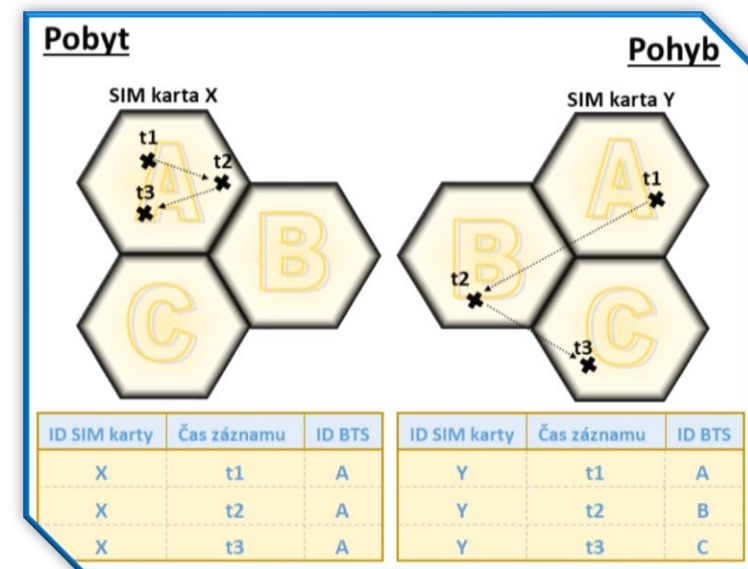 Pobyt
Pohyb
SIM karta X
SIM karta Y
t1
t2
t3
A
B
C
t1
t2
t3
A
B
C
ID SIM karty Čas záznamu ID BTS
X t1 A
X t2 A
X t3 A
ID SIM karty Čas záznamu ID BTS
Y t1 A
Y t2 B
Y t3 C